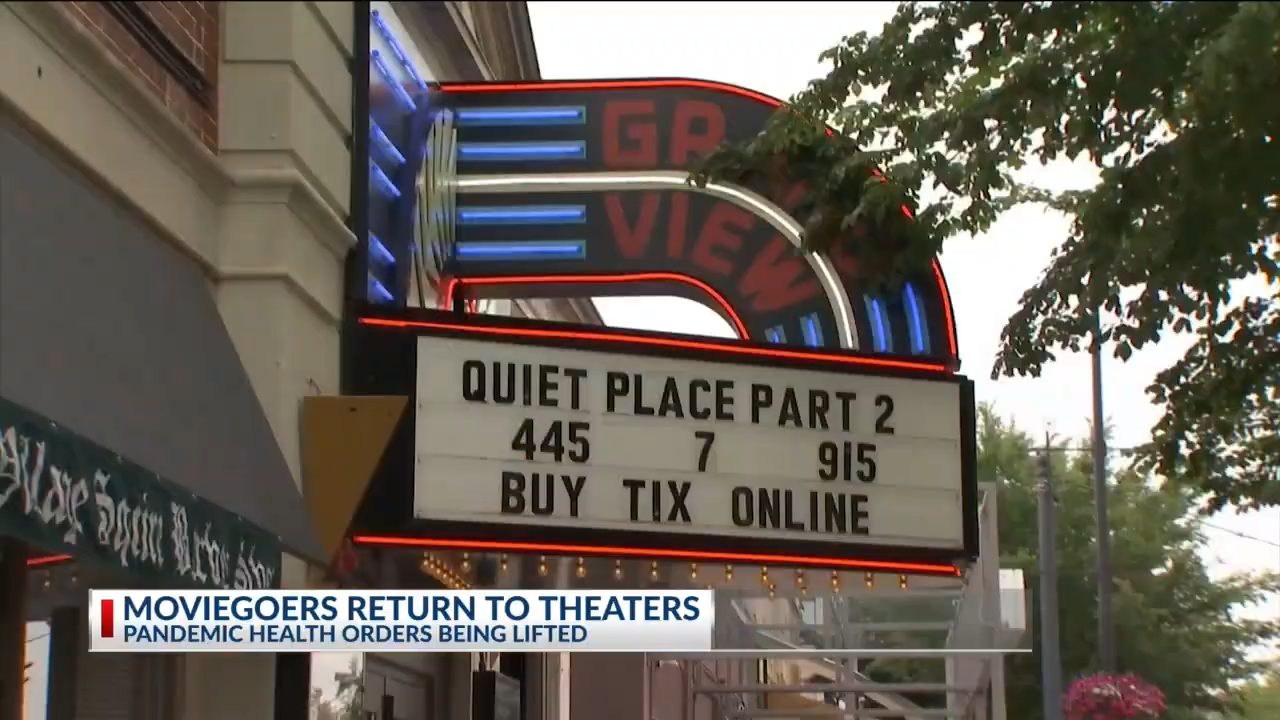 VIEW
QUIET PLACE PART 2
445 7 915
BUY TIX ONLINE
MOVIEGOERS RETURN TO THEATERS
PANDEMIC HEALTH ORDERS BEING LIFTED